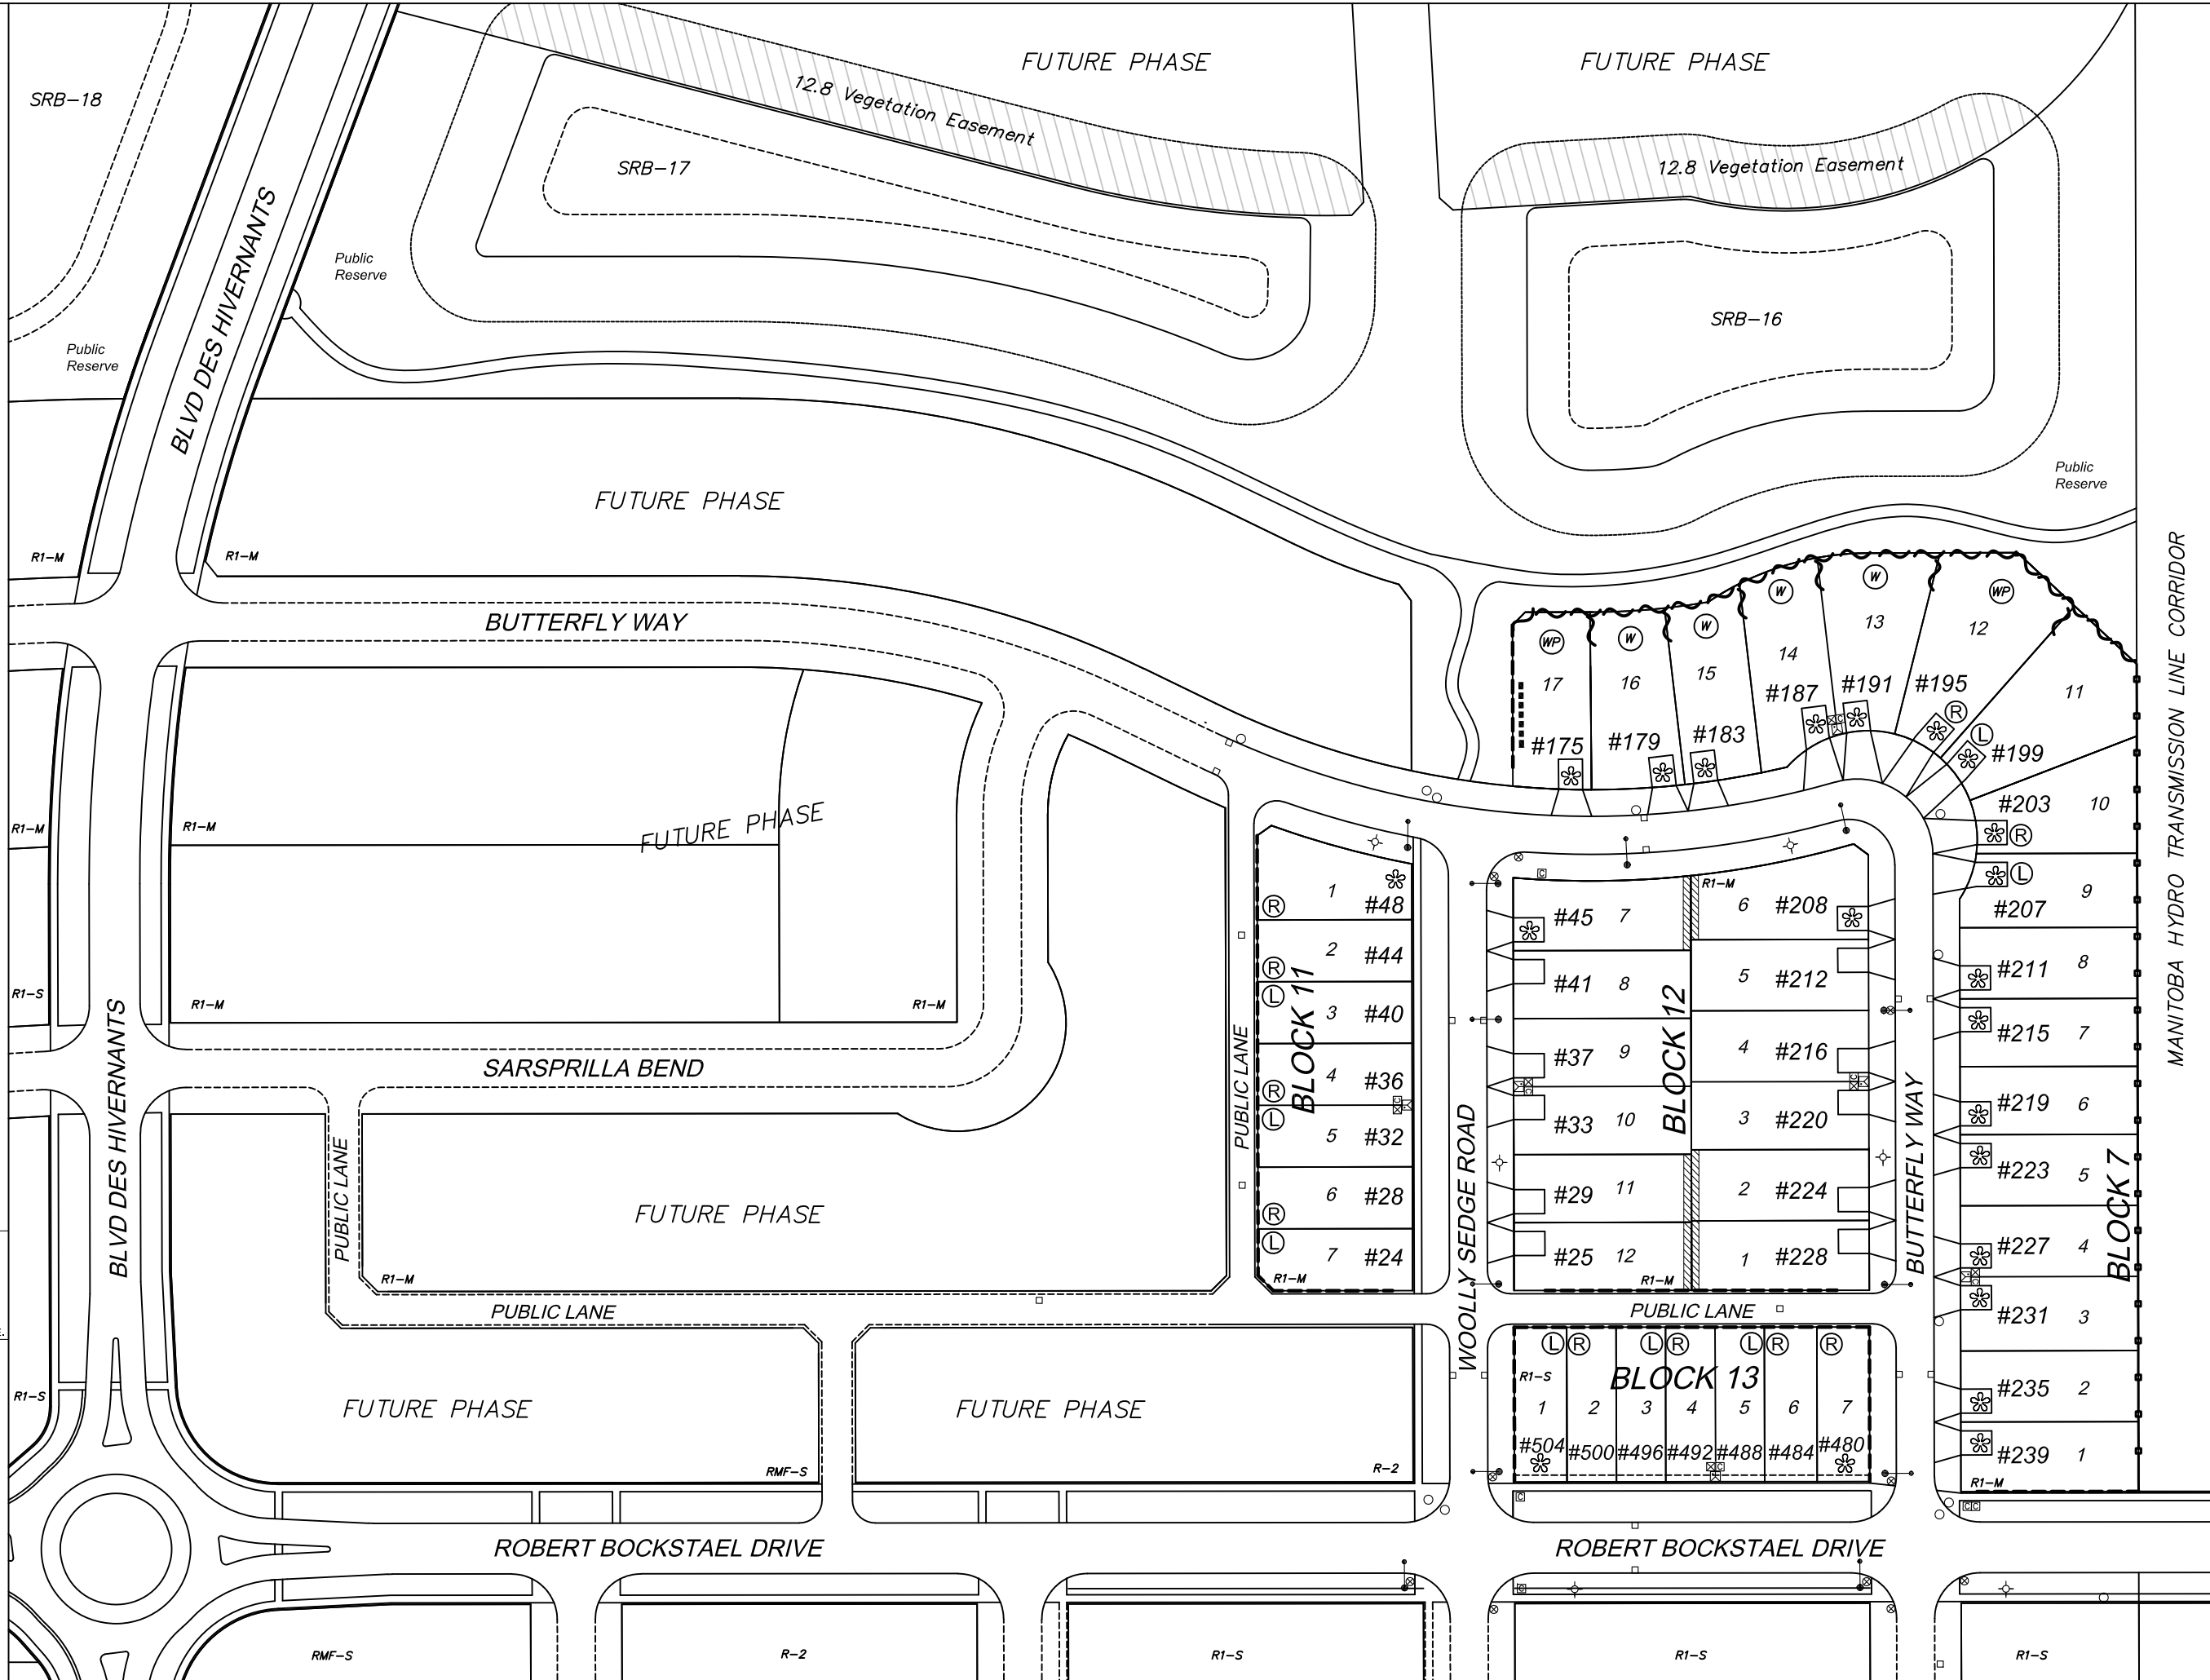 FUTURE PHASE
FUTURE PHASE
SRB-18
12.8 Vegetation Easement
12.8 Vegetation Easement
SRB-17
SRB-16
BLVD DES HIVERNANTS
Public
Reserve
Public
Reserve
Public
Reserve
FUTURE PHASE
R1-M
R1-M
MANITOBA HYDRO TRANSMISSION LINE CORRIDOR
BUTTERFLY WAY
WP
W
W
W
W
WP
17
16
15
14
13
12
11
#175
#179
#183
#187
#191
#195
R
L
#199
#203
10
R
L
#207
9
#211
8
#215
7
#219
6
#223
5
#227
4
#231
3
#235
2
#239
1
R1-M
BLOCK 7
R1-M
R1-M
FUTURE PHASE
R1-S
R1-M
R1-M
1
#48
R
2
#44
R
L
3
#40
4
#36
R
L
5
#32
6
#28
R
L
7
#24
R1-M
BLOCK 11
PUBLIC LANE
WOOLLY SEDGE ROAD
#45
7
R1-M
6
#208
#41
8
5
#212
#37
9
4
#216
#33
10
3
#220
#29
11
2
#224
#25
12
1
#228
R1-M
BLOCK 12
BUTTERFLY WAY
SARSPRILLA BEND
BLVD DES HIVERNANTS
PUBLIC LANE
FUTURE PHASE
R1-M
PUBLIC LANE
PUBLIC LANE
L
R
L
R
L
R
R
R1-S
BLOCK 13
1
2
3
4
5
6
7
#504
#500
#496
#492
#488
#484
#480
R1-S
FUTURE PHASE
FUTURE PHASE
RMF-S
R-2
ROBERT BOCKSTAEL DRIVE
ROBERT BOCKSTAEL DRIVE
RMF-S
R-2
R1-S
R1-S
R1-S